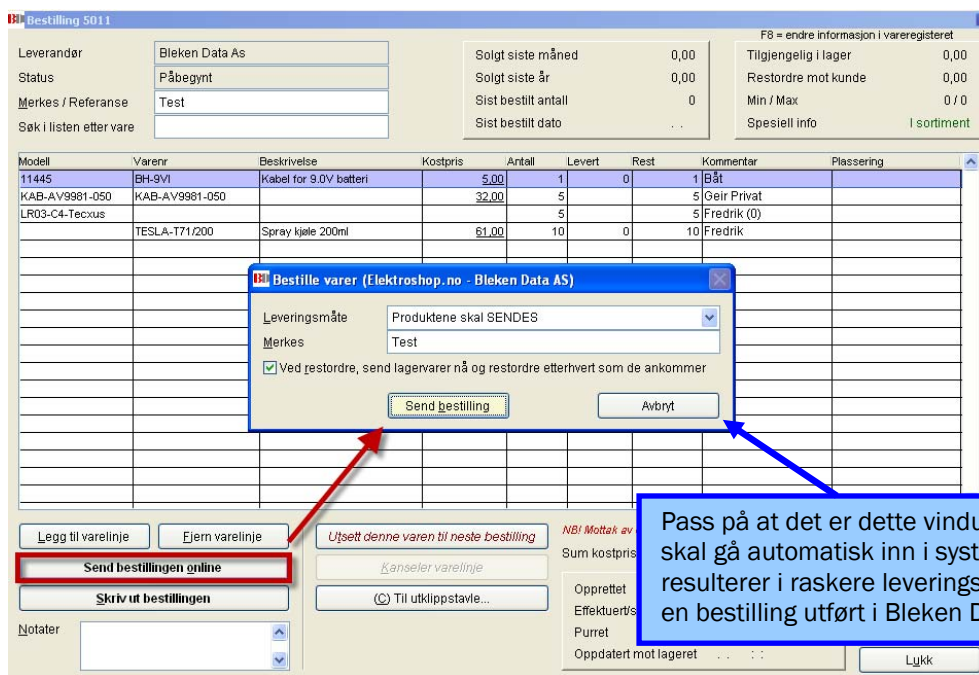 Bestilling 5011
F8 = endre informasjon i vareregisteret
Leverandør Bleken Data As
Status Påbegynt
Merkes / Referanse Test
Søk i listen etter vare
Solgt siste måned 0,00
Solgt siste år 0,00
Sist bestilt antall 0
Sist bestilt dato . .
Tilgjengelig i lager 0,00
Restordre mot kunde 0,00
Min / Max 0 / 0
Spesiell info I sortiment
Modell Varenr Beskrivelse Kostpris Antall Levert Rest Kommentar Plassering
11445 BH-9VI Kabel for 9.0V batteri 5,00 1 0 1 Båt
KAB-AV9981-050 KAB-AV9981-050 32,00 5 5 Geir Privat
LR03-C4-Tecxus 5 5 Fredrik (0)
TESLA-T71/200 Spray kjøle 200ml 61,00 10 0 10 Fredrik
Bestille varer (Elektroshop.no - Bleken Data AS)
Leveringsmåte Produktene skal SENDES
Merkes Test
Ved restordre, send lagervarer nå og restordre etterhvert som de ankommer
Send bestilling Avbryt
Legg til varelinje Fjern varelinje
Send bestillingen online
Skriv ut bestillingen
Notater
Utsett denne varen til neste bestilling
Kanseler varelinje
(C) Til utklippstavle...
NB! Mottak av
Sum kostpris
Opprettet
Effektuert/s
Purret
Oppdatert mot lageret . . : :
Pass på at det er dette vindu
skal gå automatisk inn i syst
resulterer i raskere leverings
en bestilling utført i Bleken D
Lukk